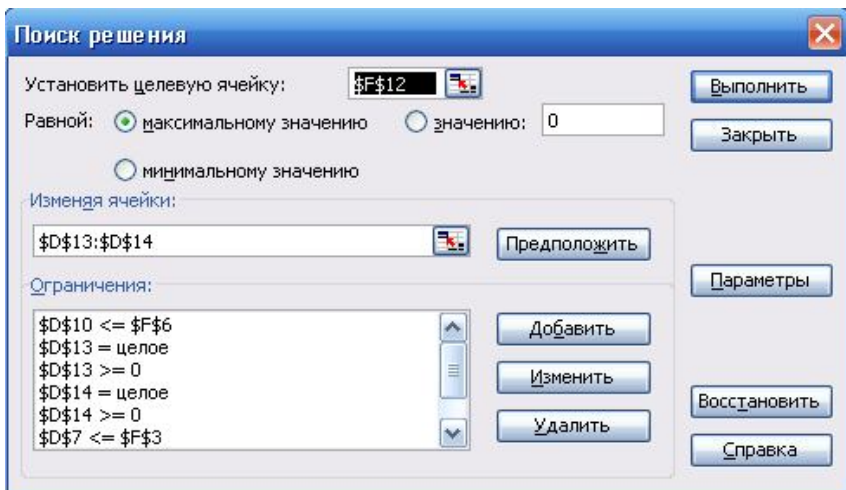 Поиск решения
Установить целевую ячейку: $F$12
Выполнить
Равной: максимальному значению значению: 0
Закрыть
минимальному значению
Изменяя ячейки:
$D$13:$D$14
Предположить
Параметры
Ограничения:
$D$10 <= $F$6
$D$13 = целое
$D$13 >= 0
$D$14 = целое
$D$14 >= 0
$D$7 <= $F$3
Добавить
Изменить
Удалить
Восстановить
Справка